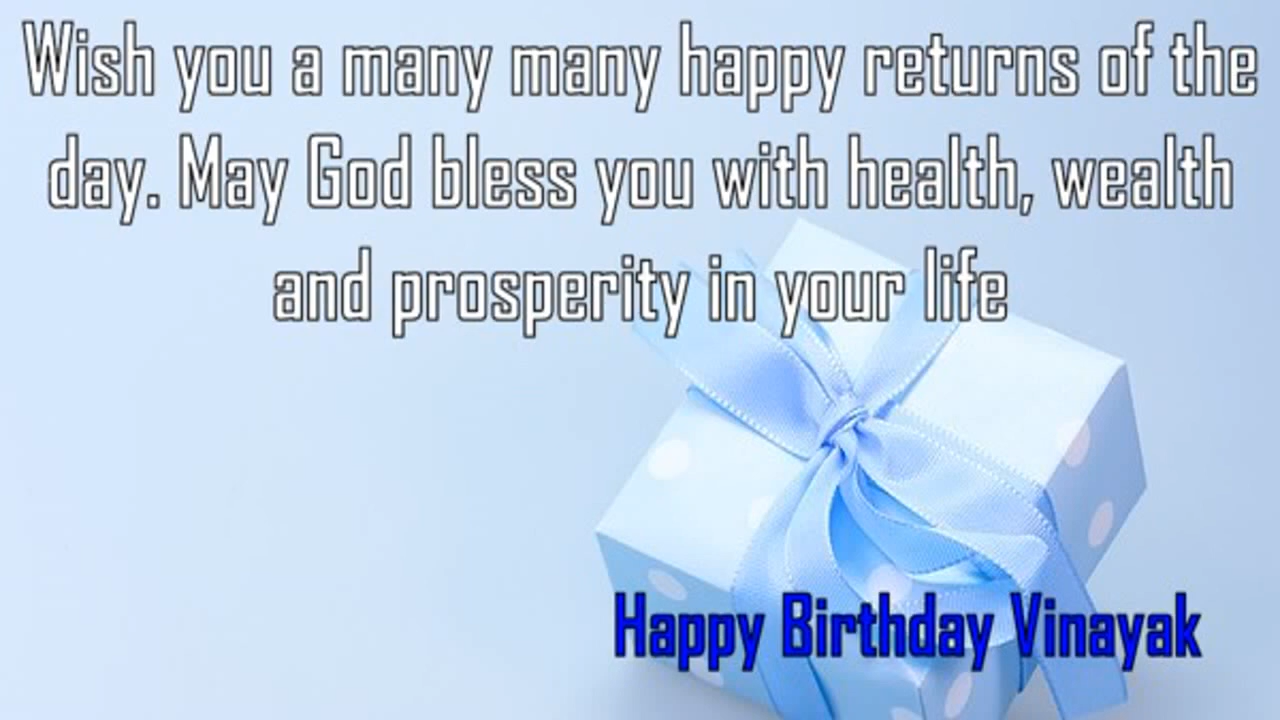 Wish you a many many happy returns of the
day. May God bless you with health, wealth
and prosperity in your life
Happy Birthday Vinayak